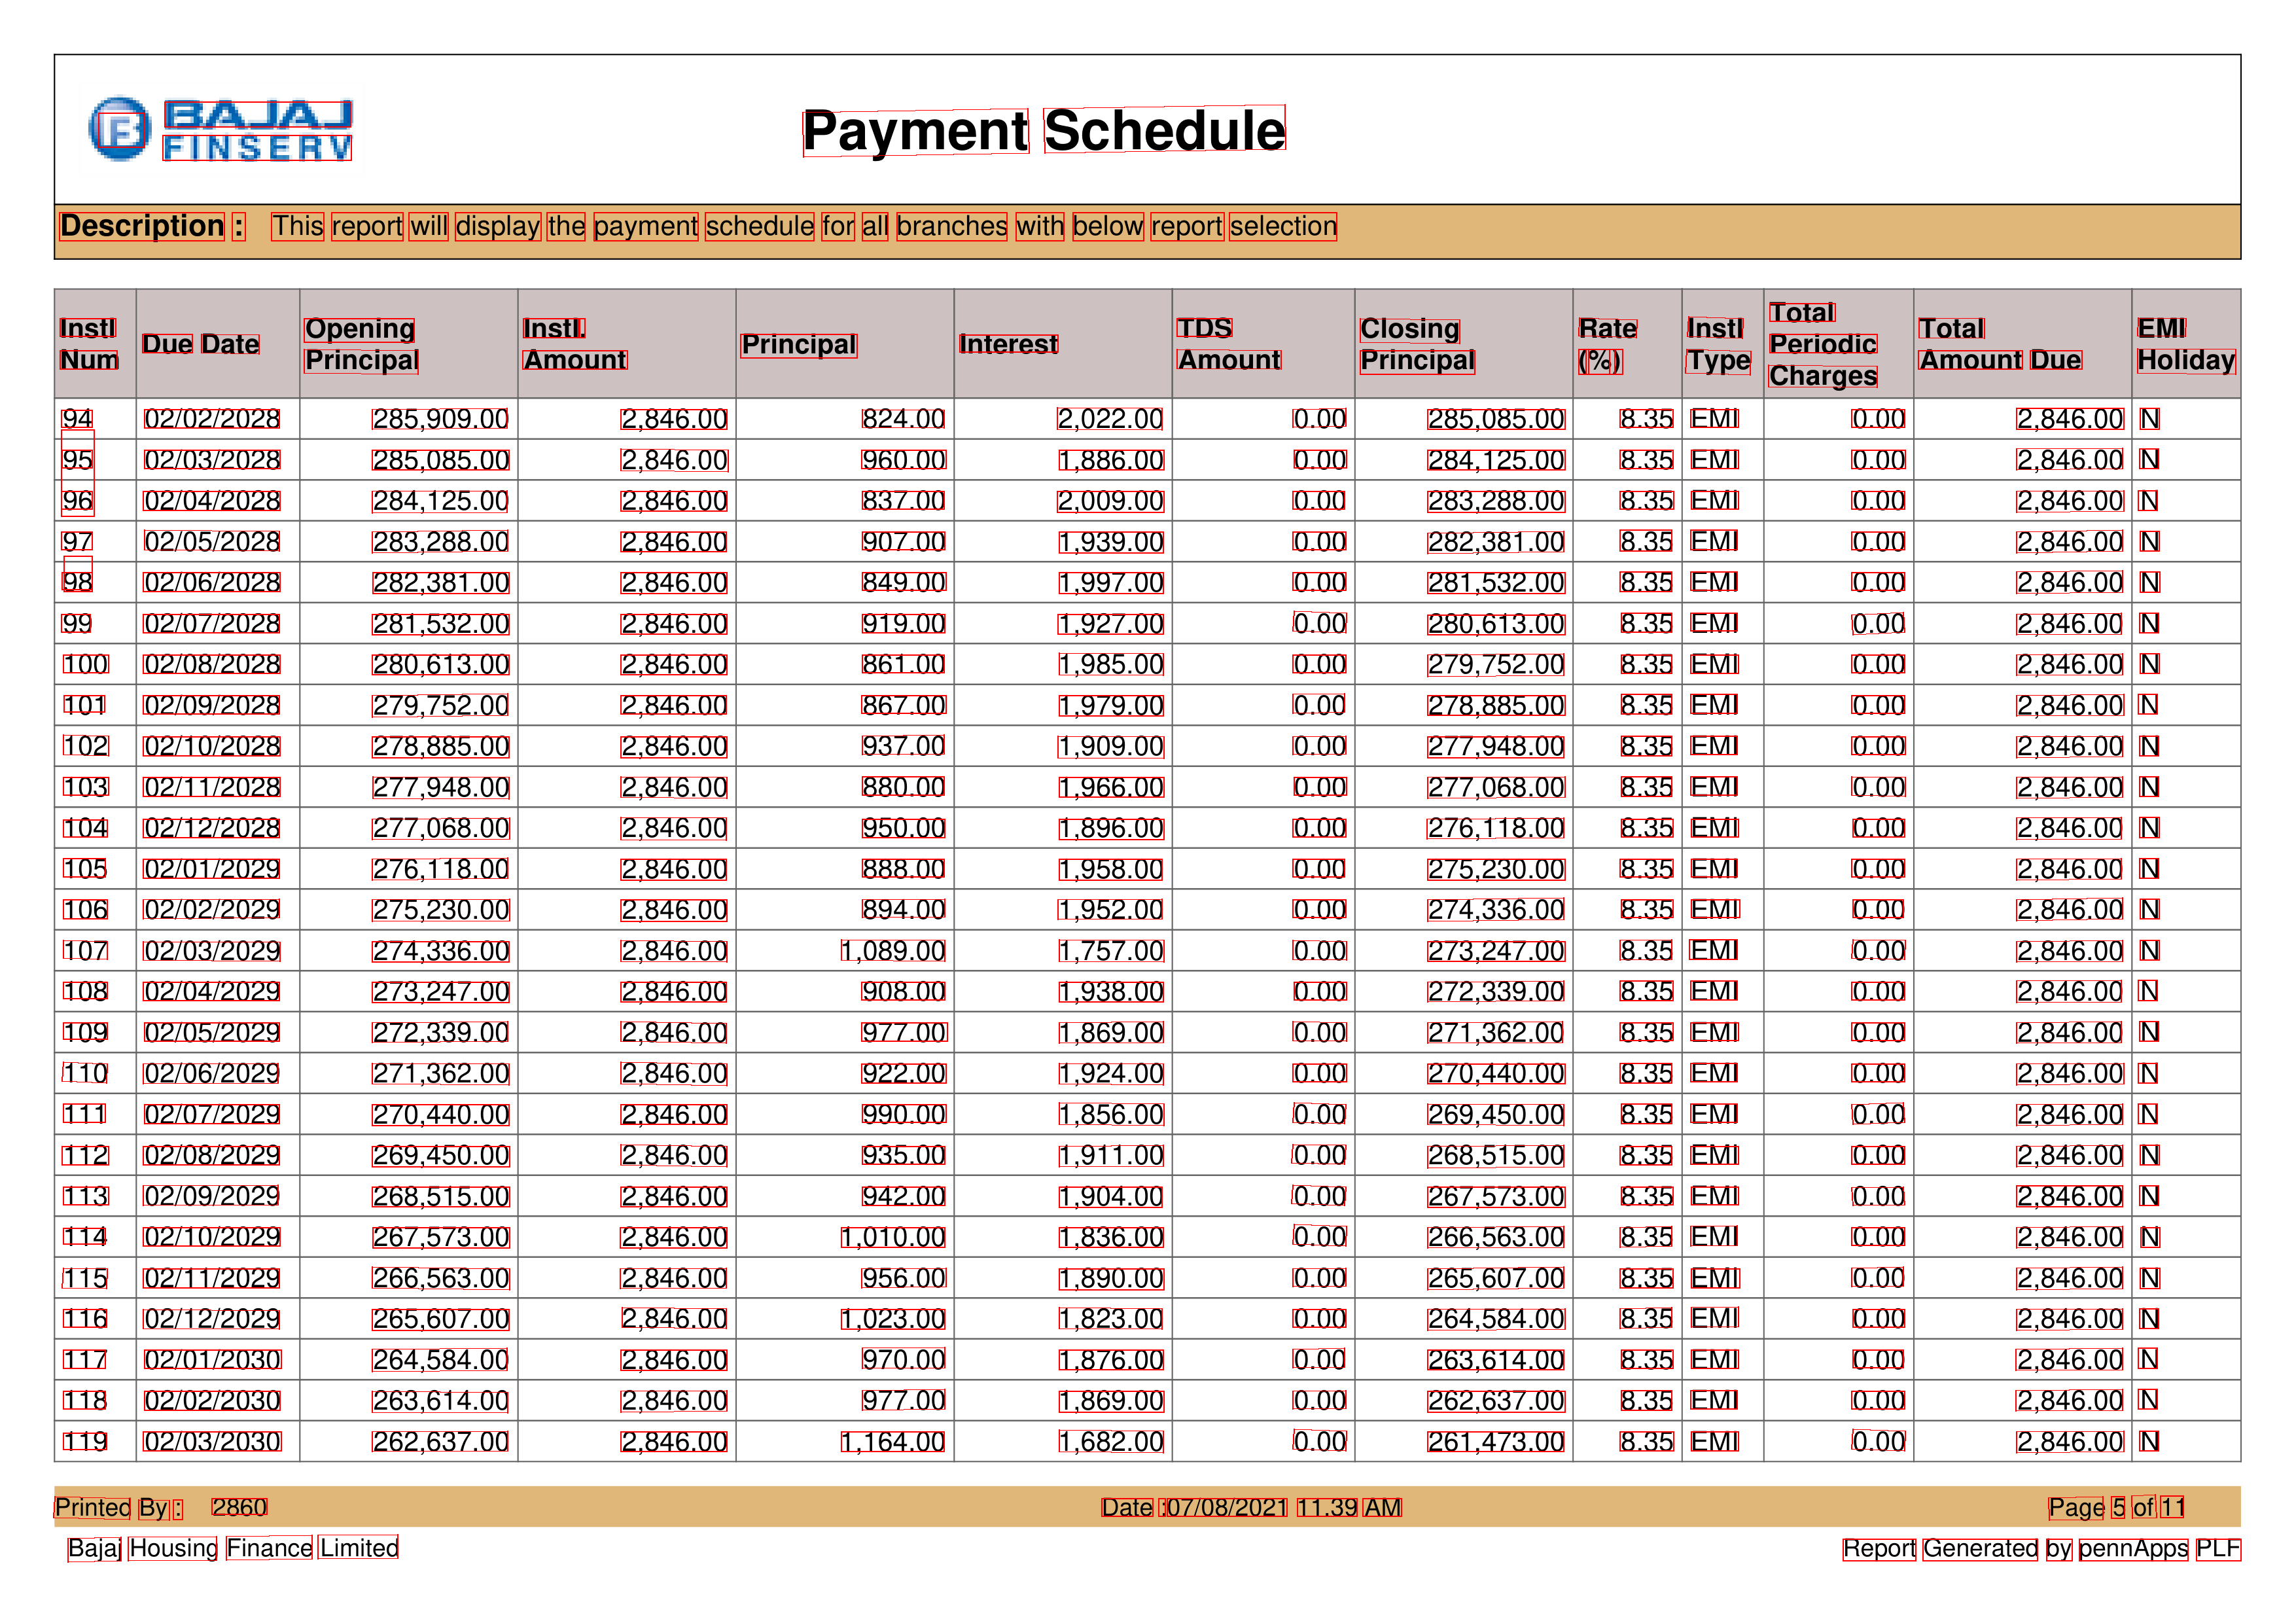 BAJAJ
FINSERV
Payment Schedule
Description : This report will display the payment schedule for all branches with below report selection
Instl Num Due Date Opening Principal Instl. Amount Principal Interest TDS Amount Closing Principal Rate (%) Instl Type Total Periodic Charges Total Amount Due EMI Holiday
94 02/02/2028 285,909.00 2,846.00 824.00 2,022.00 0.00 285,085.00 8.35 EMI 0.00 2,846.00 N
95 02/03/2028 285,085.00 2,846.00 960.00 1,886.00 0.00 284,125.00 8.35 EMI 0.00 2,846.00 N
96 02/04/2028 284,125.00 2,846.00 837.00 2,009.00 0.00 283,288.00 8.35 EMI 0.00 2,846.00 N
97 02/05/2028 283,288.00 2,846.00 907.00 1,939.00 0.00 282,381.00 8.35 EMI 0.00 2,846.00 N
98 02/06/2028 282,381.00 2,846.00 849.00 1,997.00 0.00 281,532.00 8.35 EMI 0.00 2,846.00 N
99 02/07/2028 281,532.00 2,846.00 919.00 1,927.00 0.00 280,613.00 8.35 EMI 0.00 2,846.00 N
100 02/08/2028 280,613.00 2,846.00 861.00 1,985.00 0.00 279,752.00 8.35 EMI 0.00 2,846.00 N
101 02/09/2028 279,752.00 2,846.00 867.00 1,979.00 0.00 278,885.00 8.35 EMI 0.00 2,846.00 N
102 02/10/2028 278,885.00 2,846.00 937.00 1,909.00 0.00 277,948.00 8.35 EMI 0.00 2,846.00 N
103 02/11/2028 277,948.00 2,846.00 880.00 1,966.00 0.00 277,068.00 8.35 EMI 0.00 2,846.00 N
104 02/12/2028 277,068.00 2,846.00 950.00 1,896.00 0.00 276,118.00 8.35 EMI 0.00 2,846.00 N
105 02/01/2029 276,118.00 2,846.00 888.00 1,958.00 0.00 275,230.00 8.35 EMI 0.00 2,846.00 N
106 02/02/2029 275,230.00 2,846.00 894.00 1,952.00 0.00 274,336.00 8.35 EMI 0.00 2,846.00 N
107 02/03/2029 274,336.00 2,846.00 1,089.00 1,757.00 0.00 273,247.00 8.35 EMI 0.00 2,846.00 N
108 02/04/2029 273,247.00 2,846.00 908.00 1,938.00 0.00 272,339.00 8.35 EMI 0.00 2,846.00 N
109 02/05/2029 272,339.00 2,846.00 977.00 1,869.00 0.00 271,362.00 8.35 EMI 0.00 2,846.00 N
110 02/06/2029 271,362.00 2,846.00 922.00 1,924.00 0.00 270,440.00 8.35 EMI 0.00 2,846.00 N
111 02/07/2029 270,440.00 2,846.00 990.00 1,856.00 0.00 269,450.00 8.35 EMI 0.00 2,846.00 N
112 02/08/2029 269,450.00 2,846.00 935.00 1,911.00 0.00 268,515.00 8.35 EMI 0.00 2,846.00 N
113 02/09/2029 268,515.00 2,846.00 942.00 1,904.00 0.00 267,573.00 8.35 EMI 0.00 2,846.00 N
114 02/10/2029 267,573.00 2,846.00 1,010.00 1,836.00 0.00 266,563.00 8.35 EMI 0.00 2,846.00 N
115 02/11/2029 266,563.00 2,846.00 956.00 1,890.00 0.00 265,607.00 8.35 EMI 0.00 2,846.00 N
116 02/12/2029 265,607.00 2,846.00 1,023.00 1,823.00 0.00 264,584.00 8.35 EMI 0.00 2,846.00 N
117 02/01/2030 264,584.00 2,846.00 970.00 1,876.00 0.00 263,614.00 8.35 EMI 0.00 2,846.00 N
118 02/02/2030 263,614.00 2,846.00 977.00 1,869.00 0.00 262,637.00 8.35 EMI 0.00 2,846.00 N
119 02/03/2030 262,637.00 2,846.00 1,164.00 1,682.00 0.00 261,473.00 8.35 EMI 0.00 2,846.00 N
Printed By : 2860 Date :07/08/2021 11.39 AM Page 5 of 11
Bajaj Housing Finance Limited Report Generated by pennApps PLF